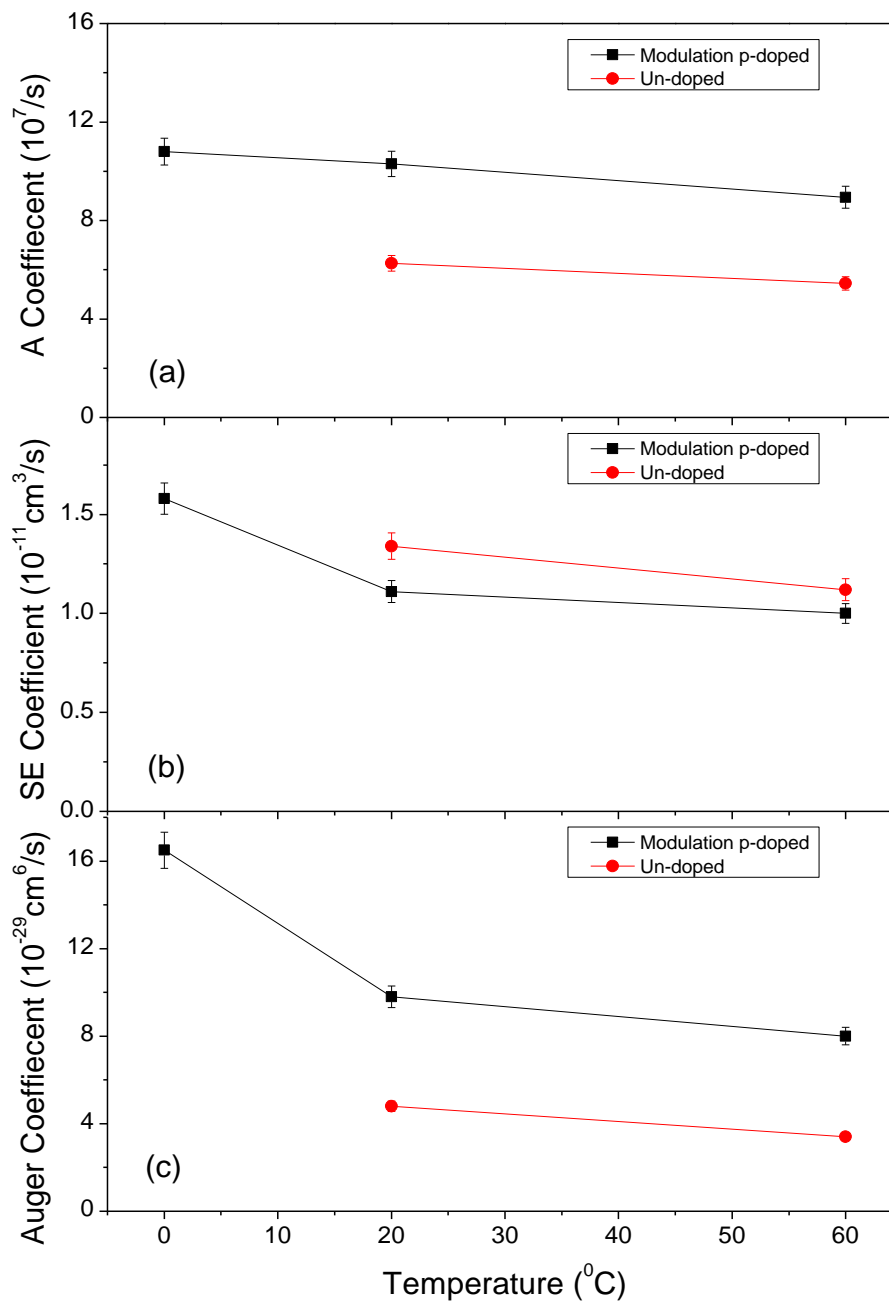 16
12
8
4
0
A Coeffiecent (10⁷/s)
Modulation p-doped
Un-doped
(a)
1.5
1.0
0.5
0.0
SE Coefficient (10⁻¹¹cm³/s)
Modulation p-doped
Un-doped
(b)
16
12
8
4
0
Auger Coeffiecent (10⁻²⁹cm⁶/s)
Modulation p-doped
Un-doped
(c)
0 10 20 30 40 50 60
Temperature (⁰C)